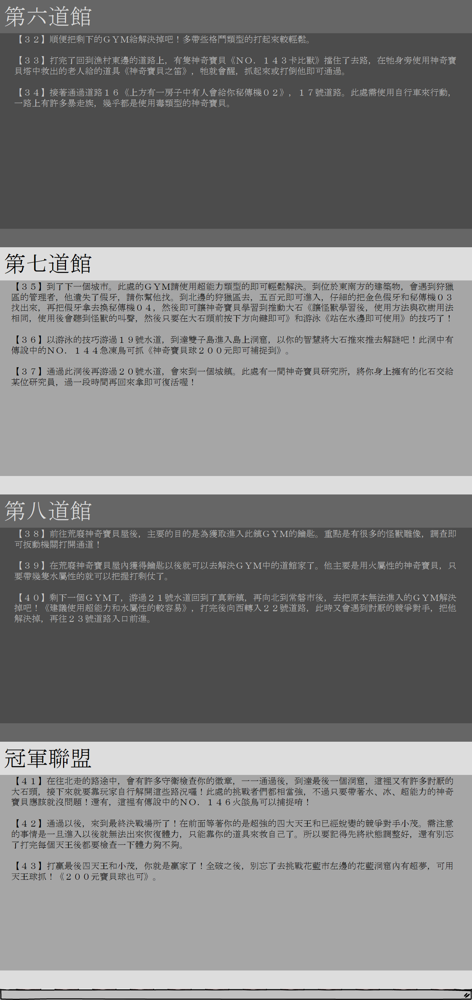 第六道館
【３２】順便把剩下的ＧＹＭ給解決掉吧！多帶些格鬥類型的打起來較輕鬆。
【３３】打完了回到漁村東邊的道路上，有隻神奇寶貝《ＮＯ．１４３卡比獸》擋住了去路，在牠身旁使用神奇寶
貝塔中救出的老人給的道具《神奇寶貝之笛》，牠就會醒，抓起來或打倒他即可通過。
【３４】接著通過道路１６《上方有一房子中有人會給你秘傳機０２》，１７號道路。此處需使用自行車來行動，
一路上有許多暴走族，幾乎都是使用毒類型的神奇寶貝。
第七道館
【３５】到了下一個城市。此處的ＧＹＭ請使用超能力類型的即可輕鬆解決。到位於東南方的建築物，會遇到狩獵
區的管理者，他遺失了假牙，請你幫他找。到北邊的狩獵區去，五百元即可進入，仔細的把金色假牙和秘傳機０３
找出來，再把假牙拿去換秘傳機０４，然後即可讓神奇寶貝學習到推動大石《讓怪獸學習後，使用方法與砍樹用法
相同，使用後會聽到怪獸的叫聲，然後只要在大石頭前按下方向鍵即可》和游泳《站在水邊即可使用》的技巧了！
【３６】以游泳的技巧游過１９號水道，到達雙子島進入島上洞窟，以你的智慧將大石推來推去解謎吧！此洞中有
傳說中的ＮＯ．１４４急凍鳥可抓《神奇寶貝球２００元即可補捉到》。
【３７】通過此洞後再游過２０號水道，會來到一個城鎮。此處有一間神奇寶貝研究所，將你身上擁有的化石交給
某位研究員，過一段時間再回來拿即可復活喔！
第八道館
【３８】前往荒廢神奇寶貝屋後，主要的目的是為獲取進入此鎮ＧＹＭ的鑰匙。重點是有很多的怪獸雕像，調查即
可扳動機關打開通道！
【３９】在荒廢神奇寶貝屋內獲得鑰匙以後就可以去解決ＧＹＭ中的道館家了。他主要是用火屬性的神奇寶貝，只
要帶幾隻水屬性的就可以把握打剩仗了。
【４０】剩下一個ＧＹＭ了，游過２１號水道回到了真新鎮，再向北到常磐市後，去把原本無法進入的ＧＹＭ解決
掉吧！《建議使用超能力和水屬性的較容易》，打完後向西轉入２２號道路，此時又會遇到討厭的競爭對手，把他
解決掉，再往２３號道路入口前進。
冠軍聯盟
【４１】在往北走的路途中，會有許多守衛檢查你的徽章，一一通過後，到達最後一個洞窟，這裡又有許多討厭的
大石頭，接下來就要靠玩家自行解開這些路況囉！此處的挑戰者們都相當強，不過只要帶著水、冰、超能力的神奇
寶貝應該就沒問題！還有，這裡有傳說中的ＮＯ．１４６火燄鳥可以捕捉唷！
【４２】通過以後，來到最終決戰場所了！在前面等著你的是超強的四大天王和已經蛻變的競爭對手小茂。需注意
的事情是一旦進入以後就無法出來恢復體力，只能靠你的道具來救自己了。所以要記得先將狀態調整好，還有別忘
了打完每個天王後都要檢查一下體力夠不夠。
【４３】打贏最後四天王和小茂，你就是贏家了！全破之後，別忘了去挑戰花藍市左邊的花藍洞窟內有超夢，可用
天王球抓！《２００元寶貝球也可》。